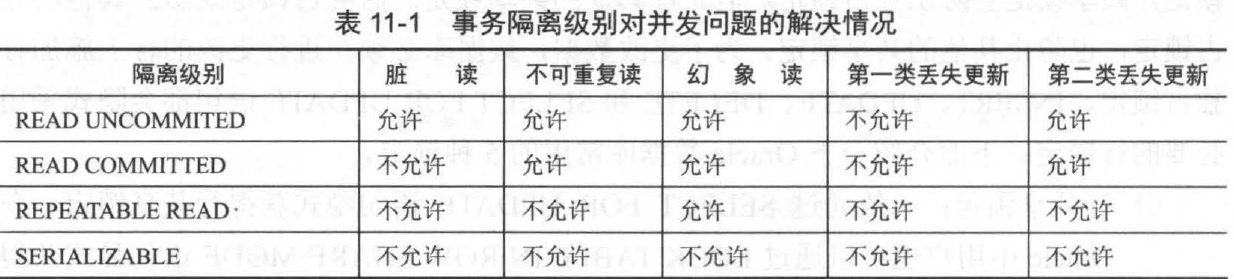 表 11-1 事务隔离级别对并发问题的解决情况
隔离级别 脏 读 不可重复读 幻 象 读 第一类丢失更新 第二类丢失更新
READ UNCOMMITED 允许 允许 允许 不允许 允许
READ COMMITTED 不允许 允许 允许 不允许 允许
REPEATABLE READ 不允许 不允许 允许 不允许 不允许
SERIALIZABLE 不允许 不允许 不允许 不允许 不允许